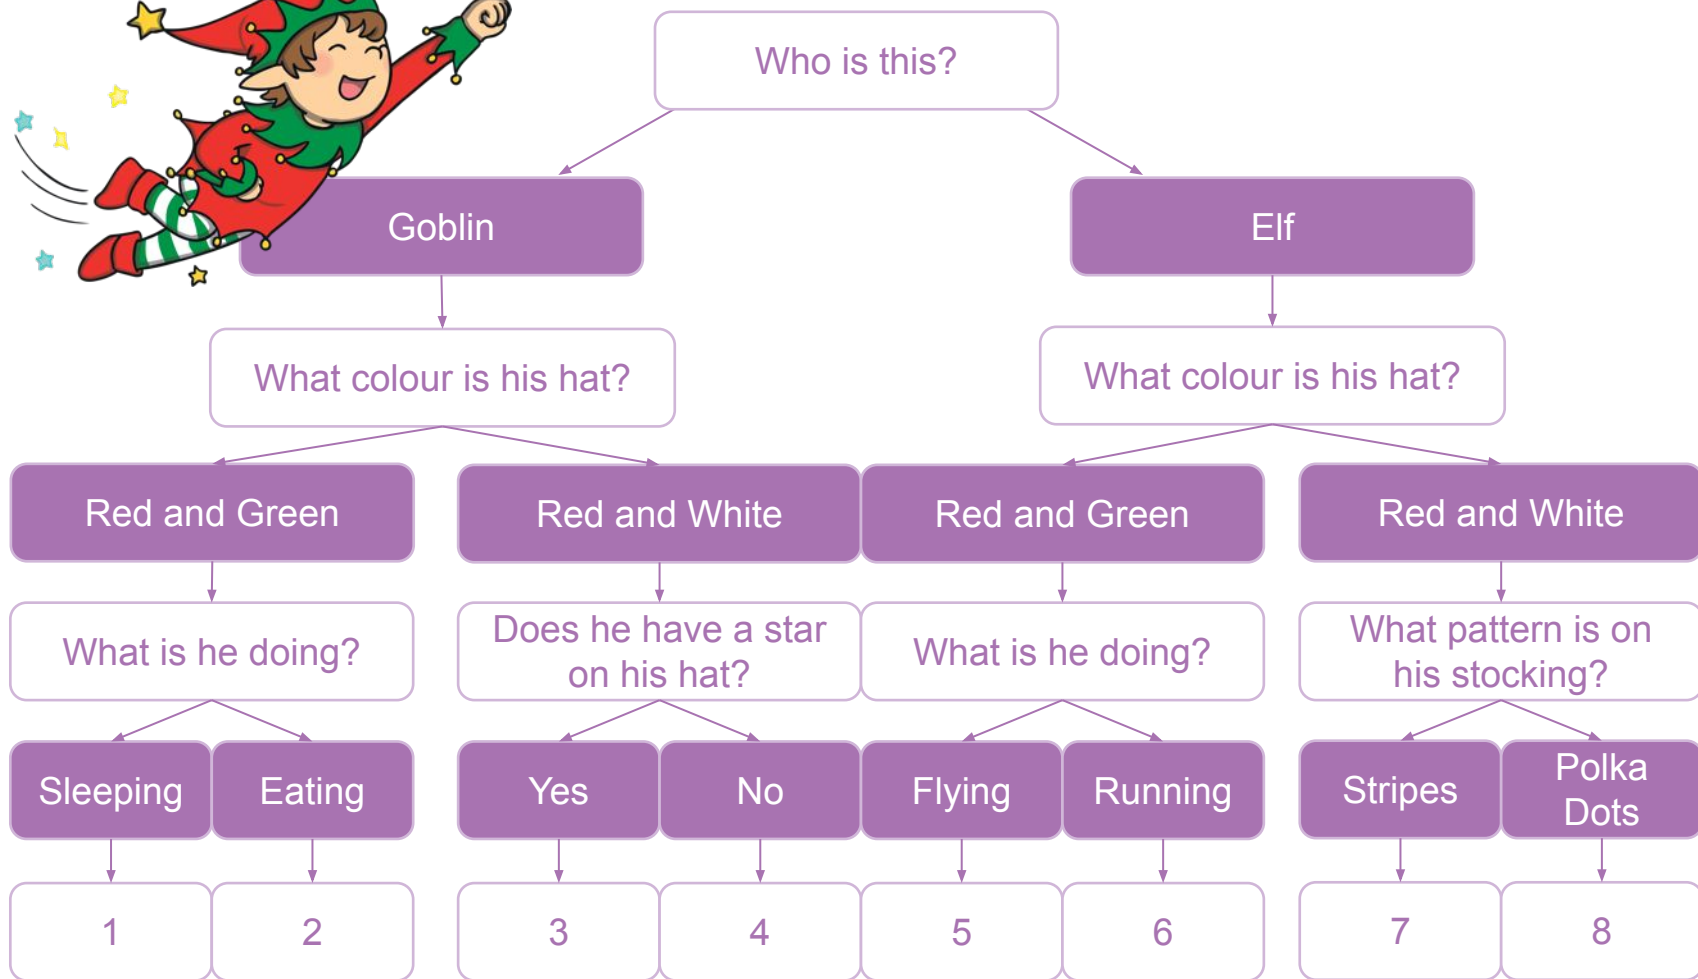 Who is this?
Goblin
Elf
What colour is his hat?
What colour is his hat?
Red and Green
Red and White
Red and Green
Red and White
What is he doing?
Does he have a star
on his hat?
What is he doing?
What pattern is on
his stocking?
Sleeping
Eating
Yes
No
Flying
Running
Stripes
Polka
Dots
1
2
3
4
5
6
7
8